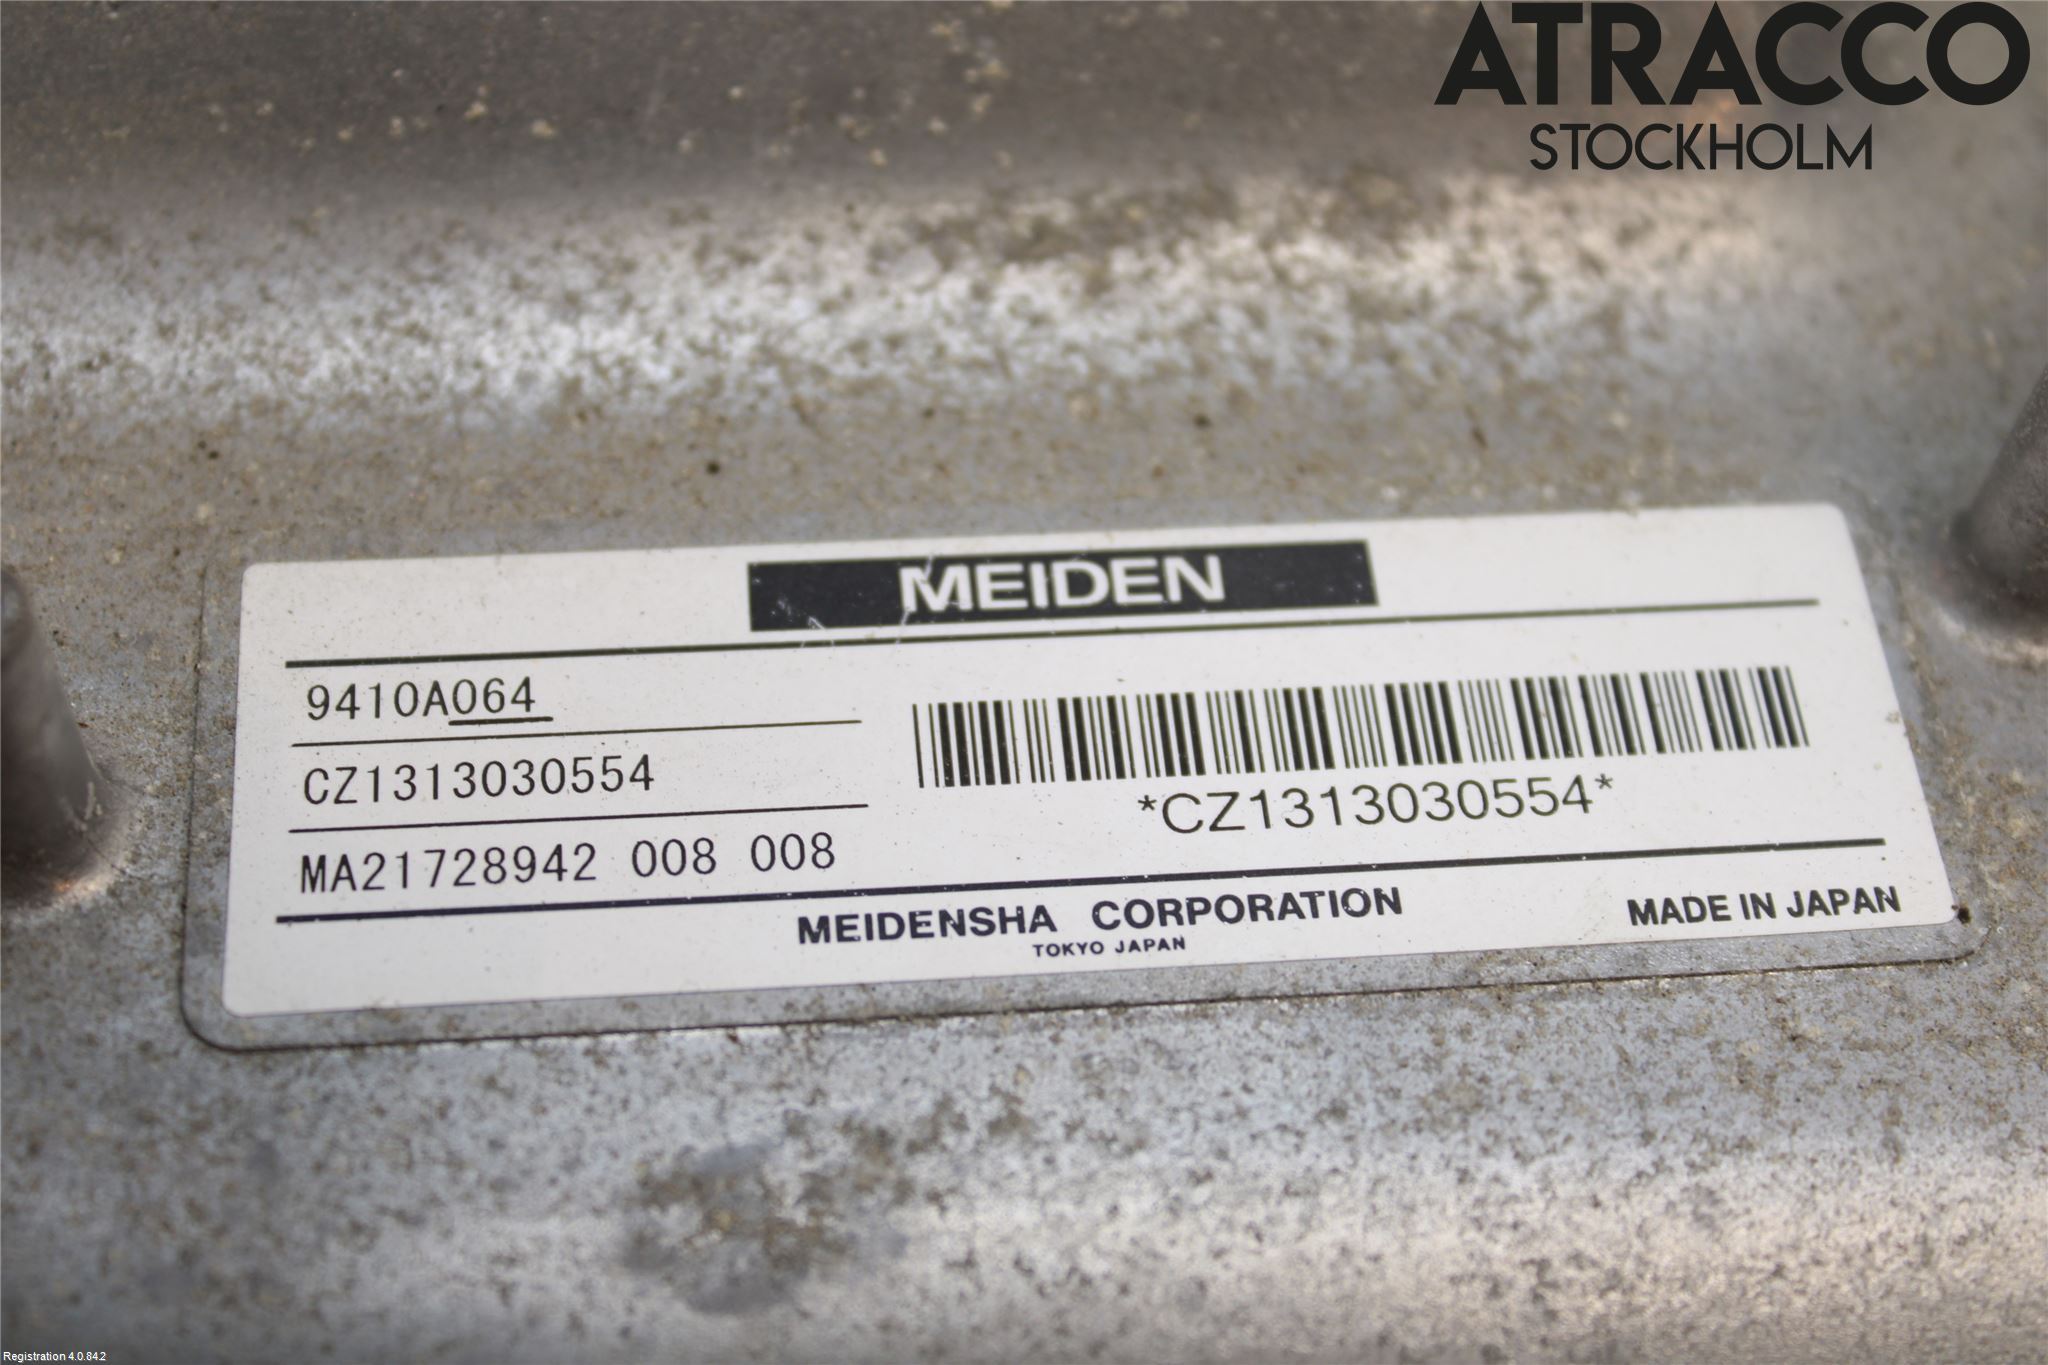 ATRACCO
STOCKHOLM
MEIDEN
9410A064
CZ1313030554
*CZ1313030554*
MA21728942 008 008
MEIDENSHA CORPORATION
TOKYO JAPAN
MADE IN JAPAN
Registration 4.0.84.2